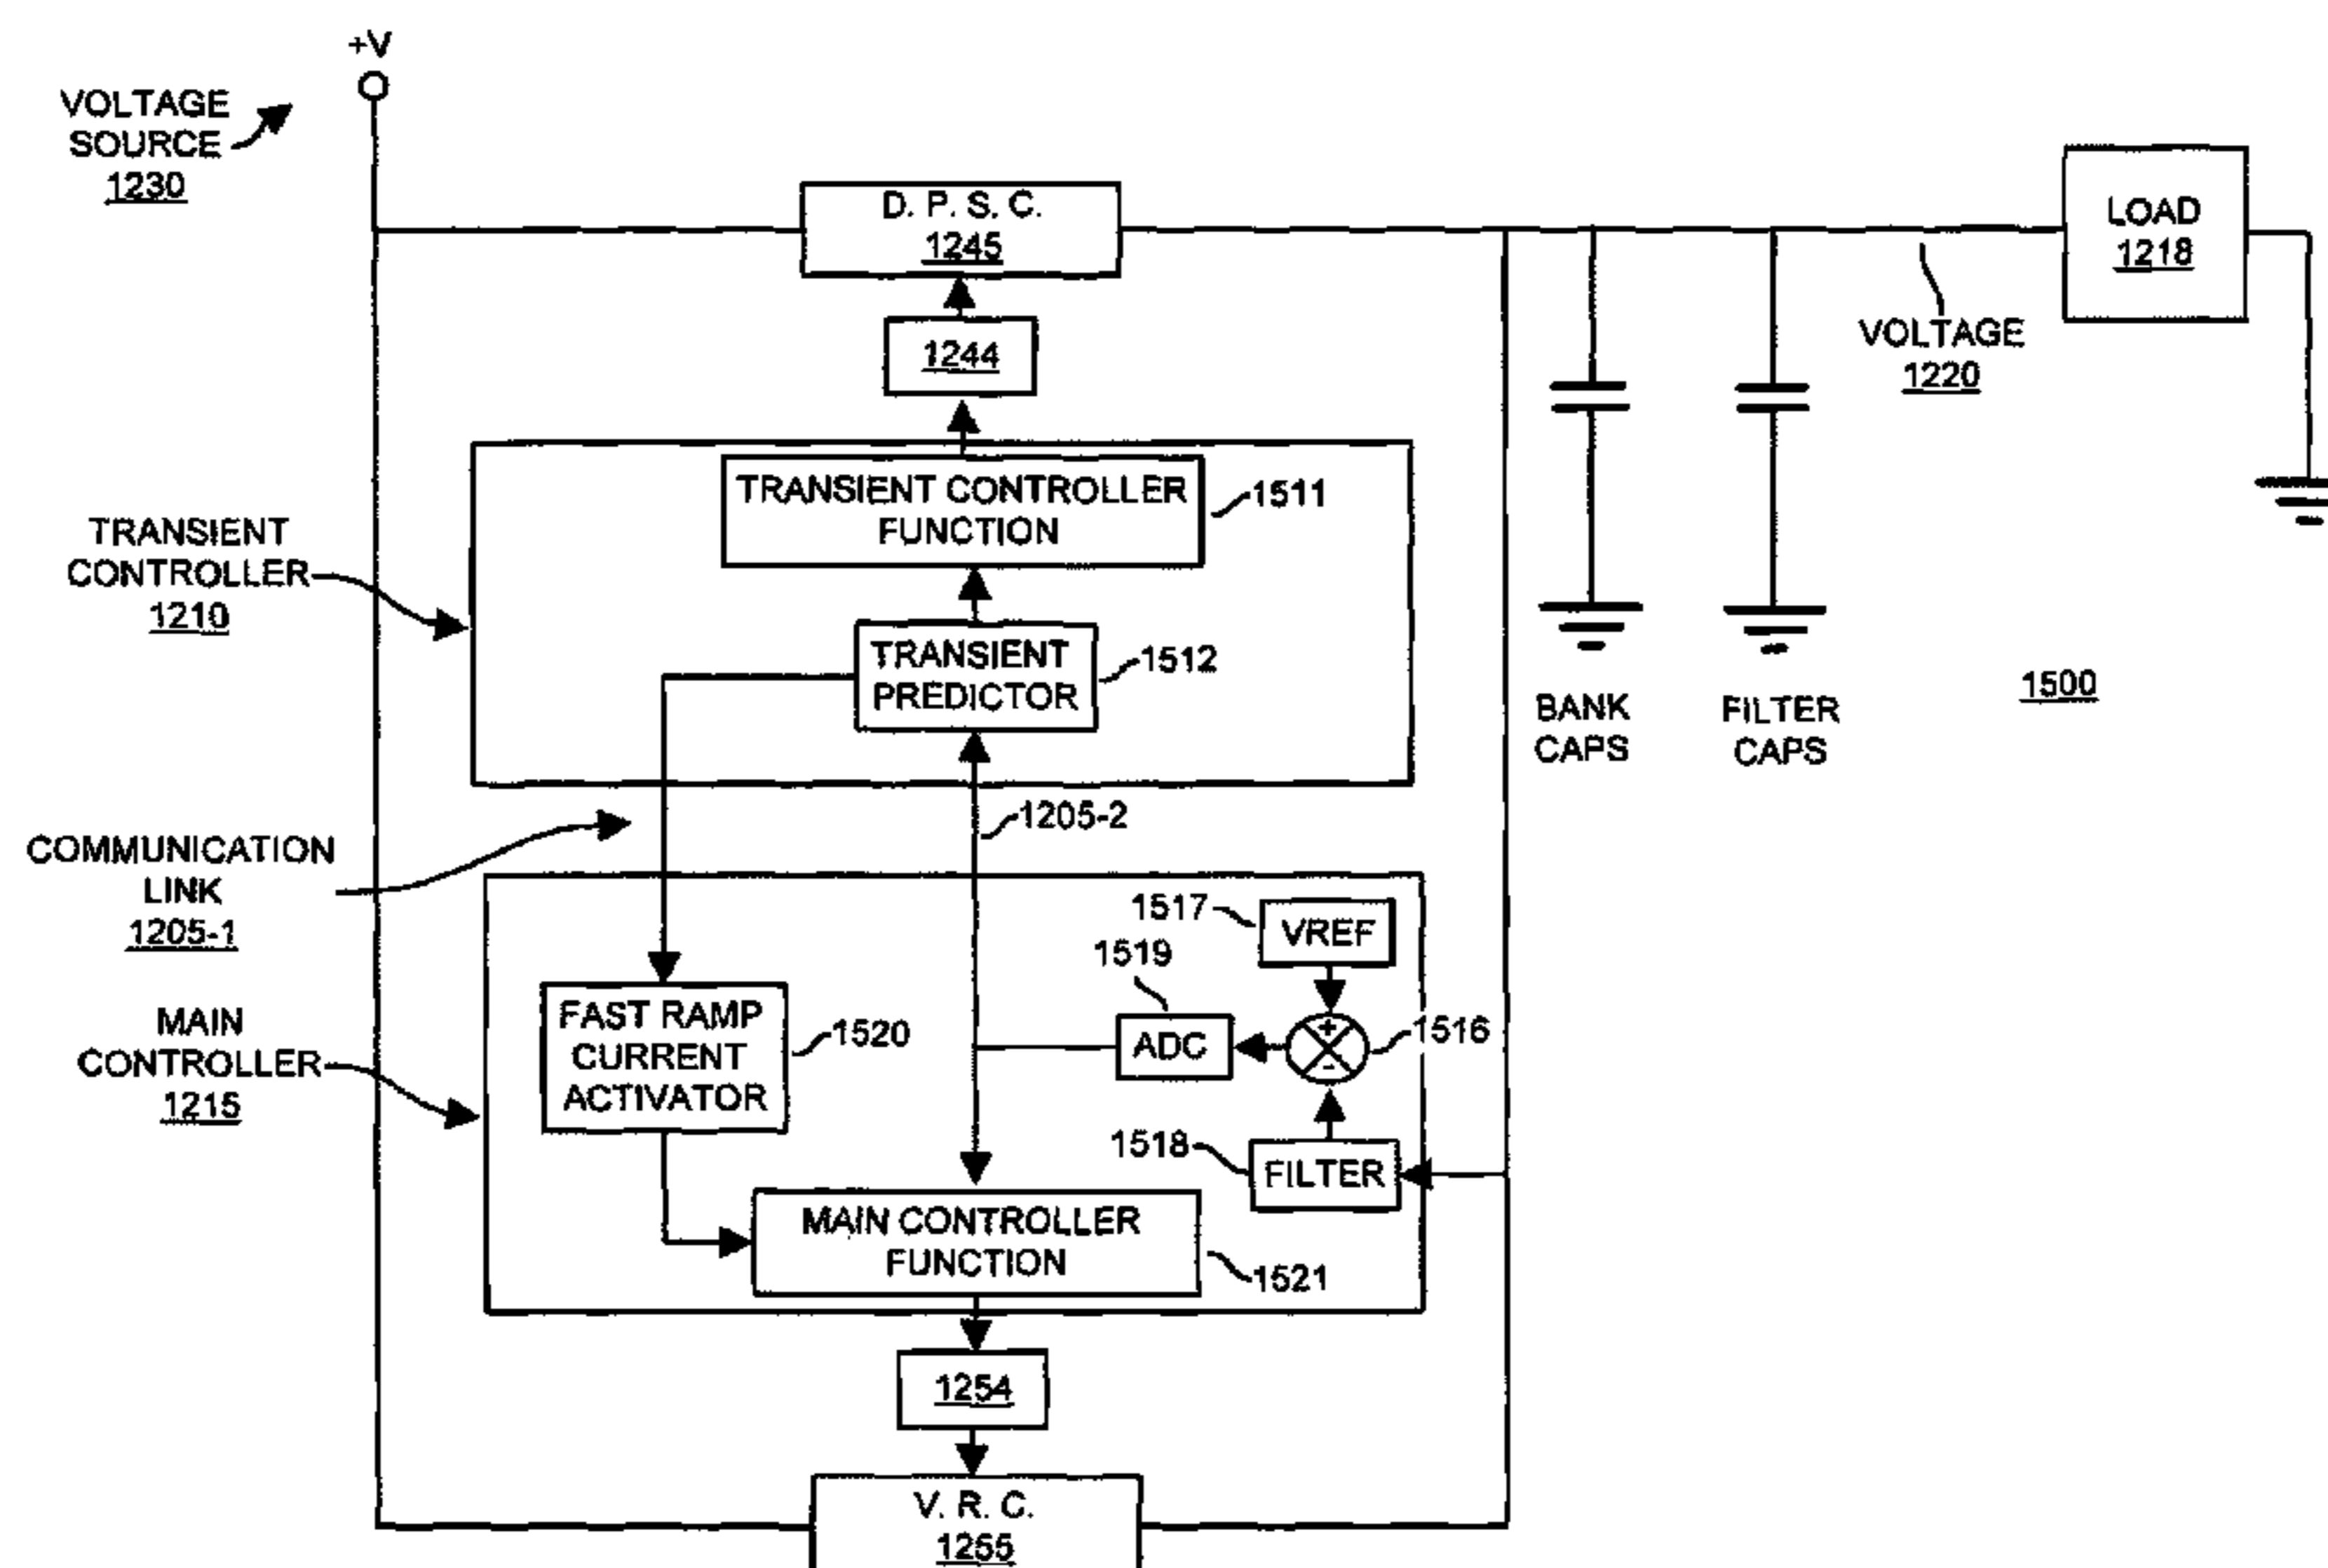 +V
VOLTAGE
SOURCE
1230
D. P. S. C.
1245
LOAD
1218
1244
VOLTAGE
1220
TRANSIENT CONTROLLER
FUNCTION
1511
TRANSIENT
CONTROLLER
1210
TRANSIENT
PREDICTOR
1512
BANK
CAPS
FILTER
CAPS
1500
1205-2
COMMUNICATION
LINK
1205-1
1517
VREF
1519
FAST RAMP
CURRENT
ACTIVATOR
1520
ADC
+
-
1516
MAIN
CONTROLLER
1215
1518
FILTER
MAIN CONTROLLER
FUNCTION
1521
1254
V. R. C.
1255